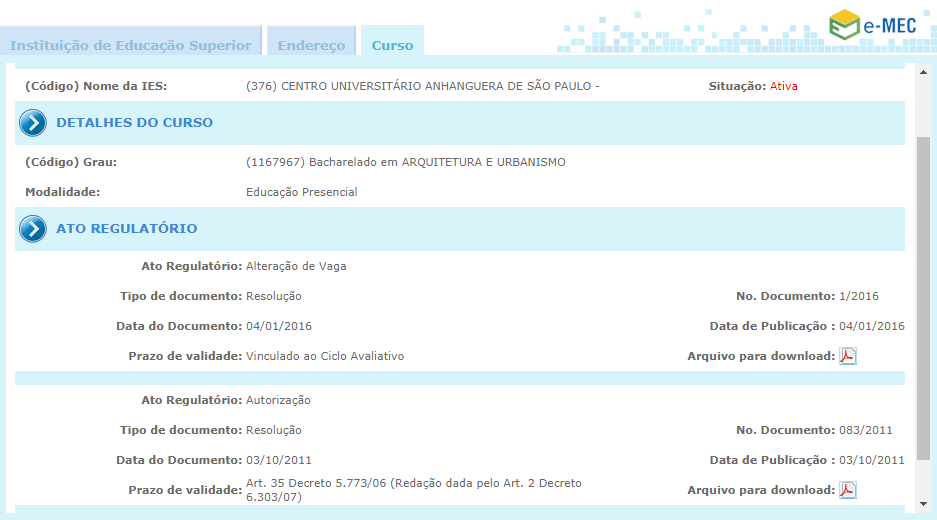 e-MEC
Instituição de Educação Superior Endereço Curso
(Código) Nome da IES: (376) CENTRO UNIVERSITÁRIO ANHANGUERA DE SÃO PAULO - Situação: Ativa
DETALHES DO CURSO
(Código) Grau: (1167967) Bacharelado em ARQUITETURA E URBANISMO
Modalidade: Educação Presencial
ATO REGULATÓRIO
Ato Regulatório: Alteração de Vaga
Tipo de documento: Resolução No. Documento: 1/2016
Data do Documento: 04/01/2016 Data de Publicação : 04/01/2016
Prazo de validade: Vinculado ao Ciclo Avaliativo Arquivo para download:
Ato Regulatório: Autorização
Tipo de documento: Resolução No. Documento: 083/2011
Data do Documento: 03/10/2011 Data de Publicação : 03/10/2011
Prazo de validade: Art. 35 Decreto 5.773/06 (Redação dada pelo Art. 2 Decreto Arquivo para download:
6.303/07)